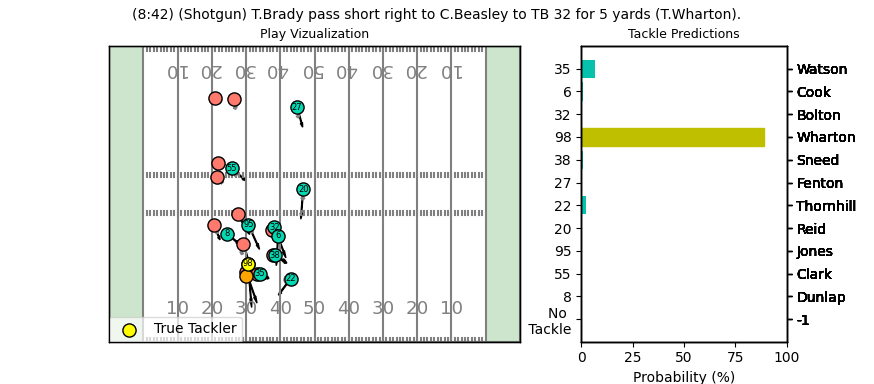 (8:42) (Shotgun) T.Brady pass short right to C.Beasley to TB 32 for 5 yards (T.Wharton).
Play Vizualization
Tackle Predictions
10 20 30 40 50 40 30 20 10
27
55
20
95
8
32
6
38
98
35
22
10 20 30 40 50 40 30 20 10
True Tackler
35 Watson
6 Cook
32 Bolton
98 Wharton
38 Sneed
27 Fenton
22 Thornhill
20 Reid
95 Jones
55 Clark
8 Dunlap
No Tackle -1
0 25 50 75 100
Probability (%)